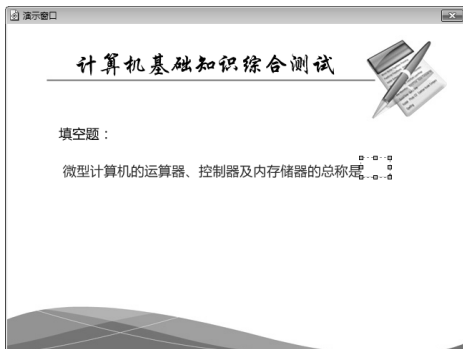 演示窗口
计算机基础知识综合测试
填空题：
微型计算机的运算器、控制器及内存储器的总称是